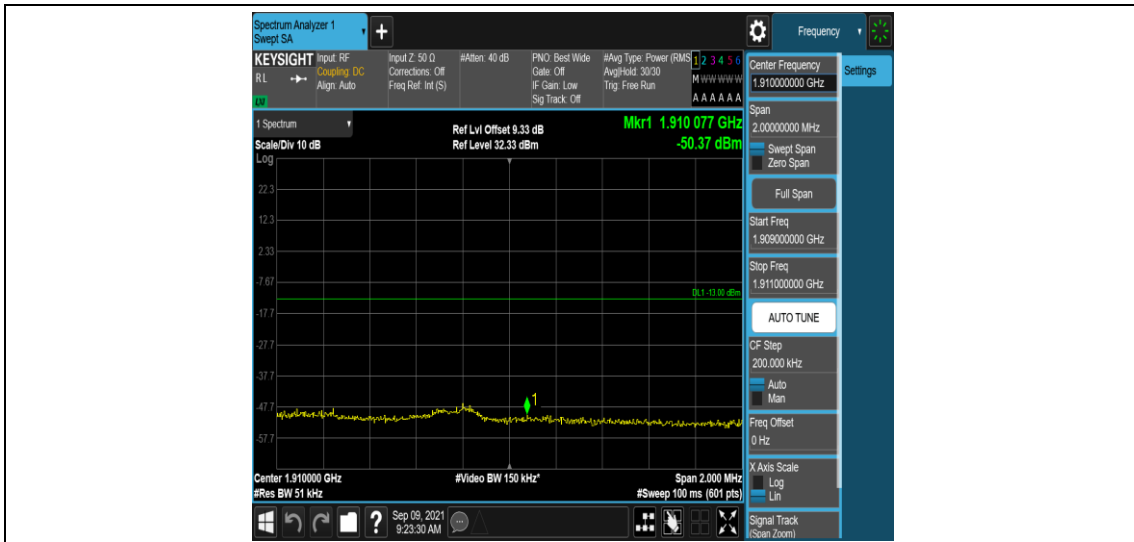 Spectrum Analyzer 1
Swept SA
+
Frequency
KEYSIGHT
RL
LXI
Input: RF
Coupling: DC
Align: Auto
Input Z: 50 Ω
Corrections: Off
Freq Ref: Int (S)
#Atten: 40 dB
PNO: Best Wide
Gate: Off
IF Gain: Low
Sig Track: Off
#Avg Type: Power (RMS
Avg|Hold: 30/30
Trig: Free Run
1 2 3 4 5 6
M W W W W W
A A A A A A
1 Spectrum
Scale/Div 10 dB
Log
Ref Lvl Offset 9.33 dB
Ref Level 32.33 dBm
Mkr1 1.910 077 GHz
-50.37 dBm
22.3
12.3
2.33
-7.67
-17.7
-27.7
-37.7
-47.7
-57.7
DL1 -13.00 dBm
1
Center 1.910000 GHz
#Res BW 51 kHz
#Video BW 150 kHz*
Span 2.000 MHz
#Sweep 100 ms (601 pts)
?
Sep 09, 2021
9:23:30 AM
Center Frequency
1.910000000 GHz
Span
2.00000000 MHz
Swept Span
Zero Span
Full Span
Start Freq
1.909000000 GHz
Stop Freq
1.911000000 GHz
AUTO TUNE
CF Step
200.000 kHz
Auto
Man
Freq Offset
0 Hz
X Axis Scale
Log
Lin
Signal Track
(Span Zoom)
Settings